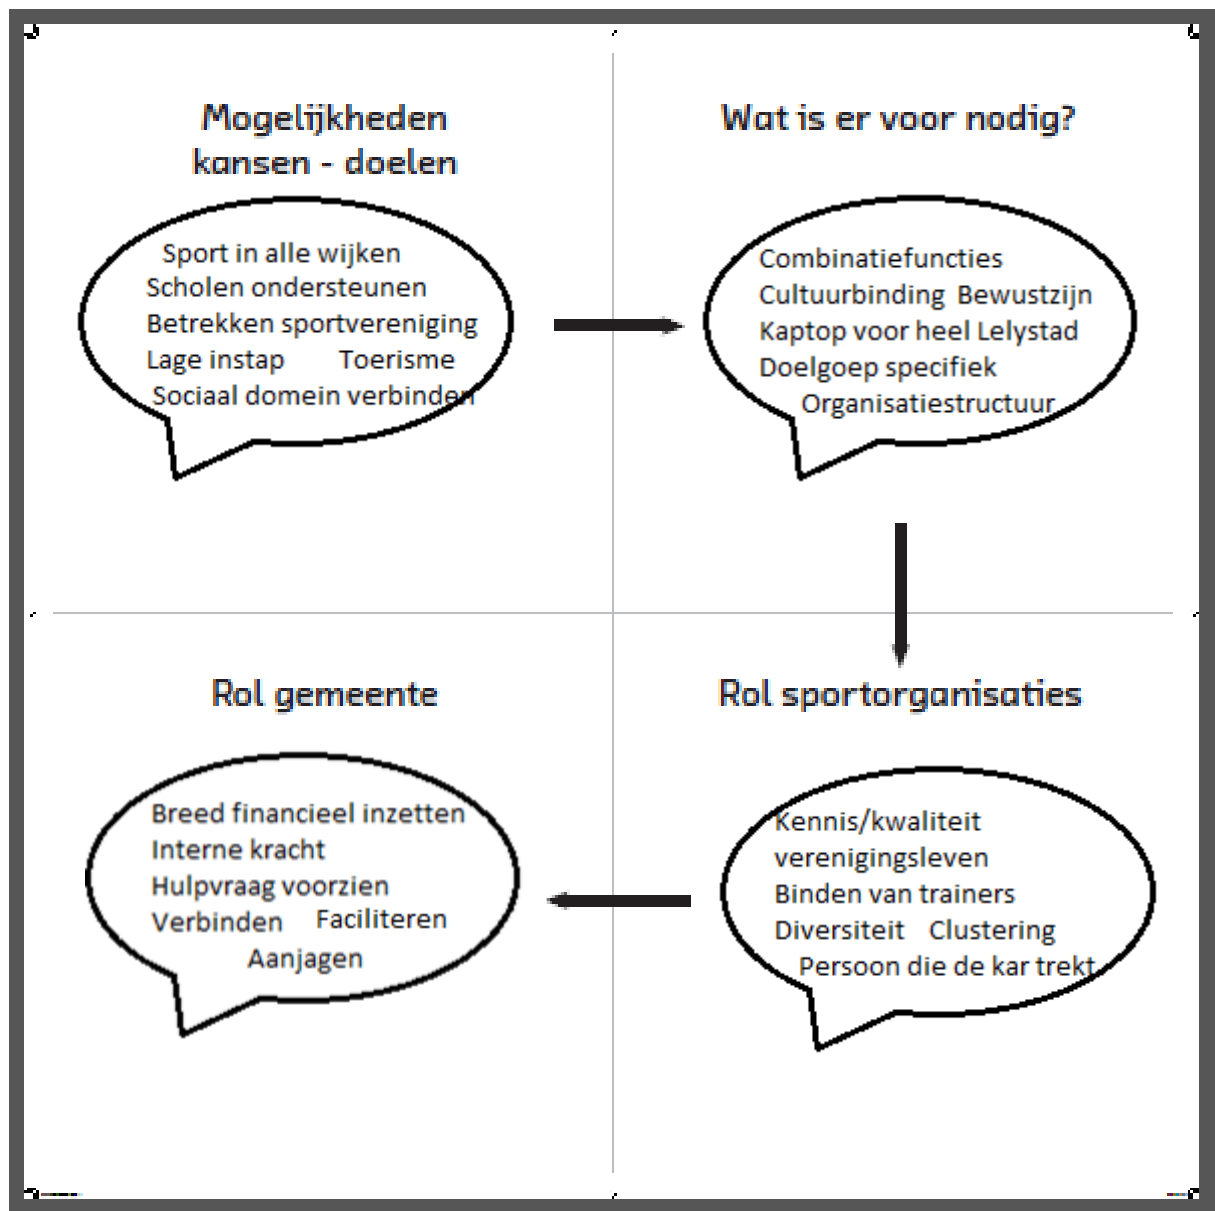 Mogelijkheden
kansen - doelen
Sport in alle wijken
Scholen ondersteunen
Betrekken sportvereniging
Lage instap Toerisme
Sociaal domein verbinden
Wat is er voor nodig?
Combinatiefuncties
Cultuurbinding Bewustzijn
Kaptop voor heel Lelystad
Doelgoep specifiek
Organisatiestructuur
Rol gemeente
Breed financieel inzetten
Interne kracht
Hulpvraag voorzien
Verbinden Faciliteren
Aanjagen
Rol sportorganisaties
Kennis/kwaliteit
verenigingsleven
Binden van trainers
Diversiteit Clustering
Persoon die de kar trekt